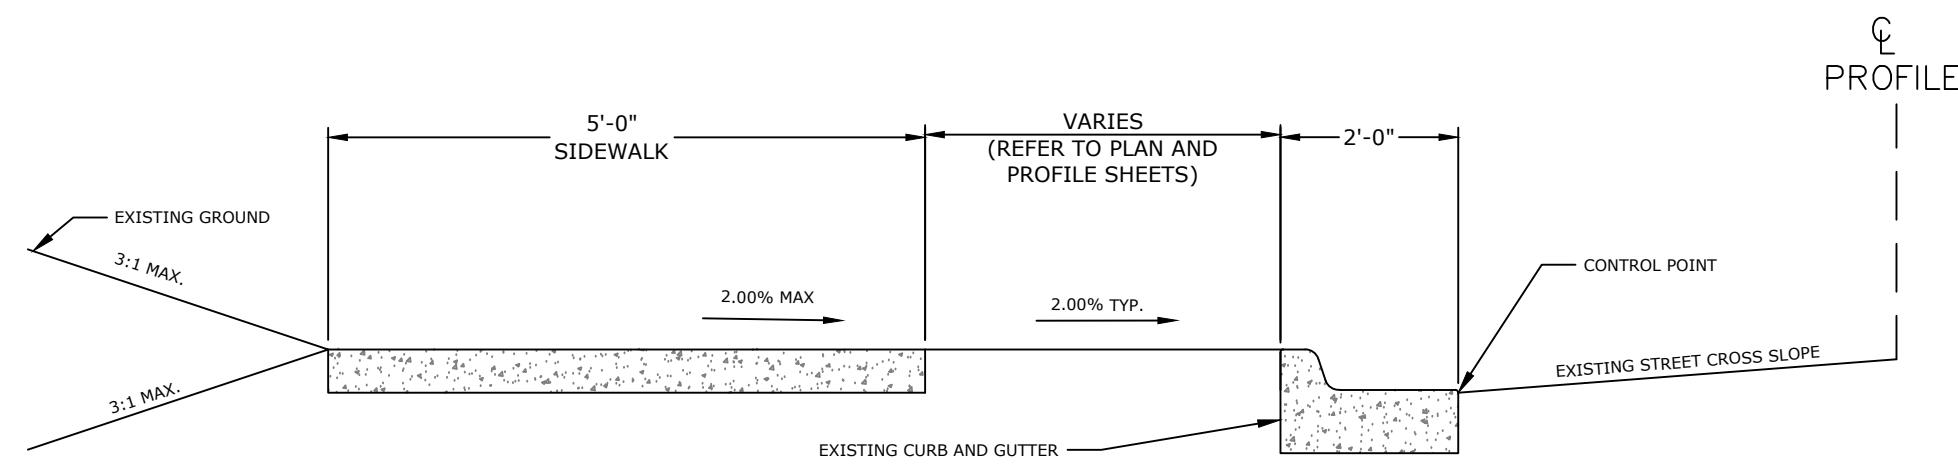 ℄
PROFILE
5'-0"
SIDEWALK
VARIES
(REFER TO PLAN AND
PROFILE SHEETS)
2'-0"
EXISTING GROUND
3:1 MAX.
2.00% MAX
2.00% TYP.
CONTROL POINT
3:1 MAX.
EXISTING STREET CROSS SLOPE
EXISTING CURB AND GUTTER